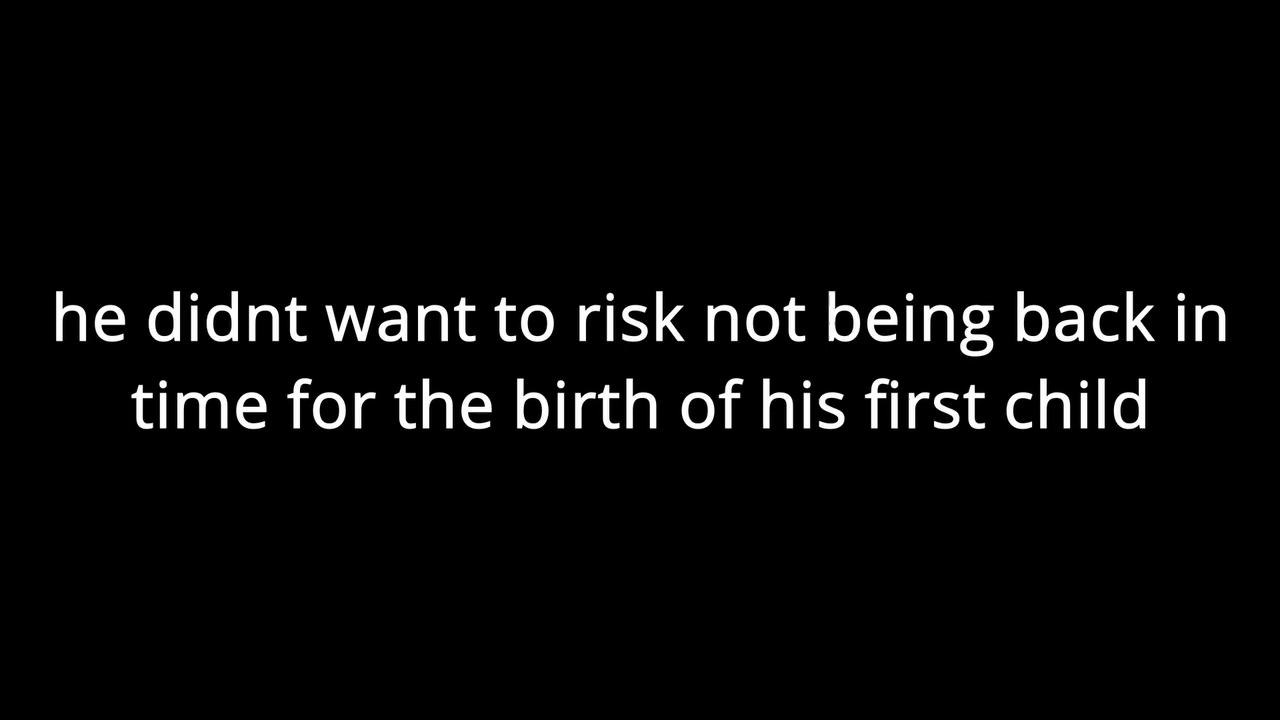 he didnt want to risk not being back in
time for the birth of his first child